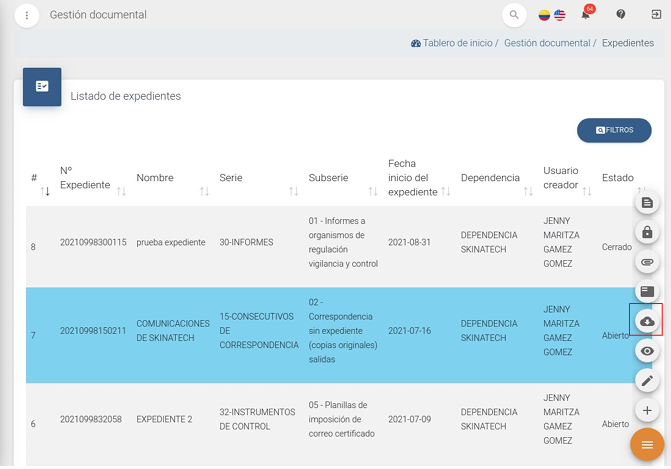 Gestión documental
64
Tablero de inicio / Gestión documental / Expedientes
Listado de expedientes
FILTROS
#
Nº
Expediente
Nombre
Serie
Subserie
Fecha
inicio del
expediente
Dependencia
Usuario
creador
Estado
8
20210998300115
prueba expediente
30-INFORMES
01 - Informes a
organismos de
regulación
vigilancia y control
2021-08-31
DEPENDENCIA
SKINATECH
JENNY
MARITZA
GAMEZ
GOMEZ
Cerrado
7
20210998150211
COMUNICACIONES
DE SKINATECH
15-CONSECUTIVOS
DE
CORRESPONDENCIA
02 -
Correspondencia
sin expediente
(copias originales)
salidas
2021-07-16
DEPENDENCIA
SKINATECH
JENNY
MARITZA
GAMEZ
GOMEZ
Abierto
6
2021099832058
EXPEDIENTE 2
32-INSTRUMENTOS
DE CONTROL
05 - Planillas de
imposición de
correo certificado
2021-07-09
DEPENDENCIA
SKINATECH
JENNY
MARITZA
GAMEZ
GOMEZ
Abierto